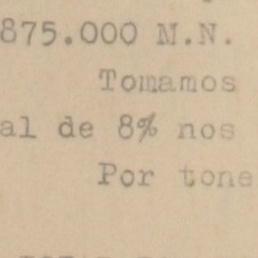 875.000 M.N.
Tomamos
al de 8% nos
Por tone